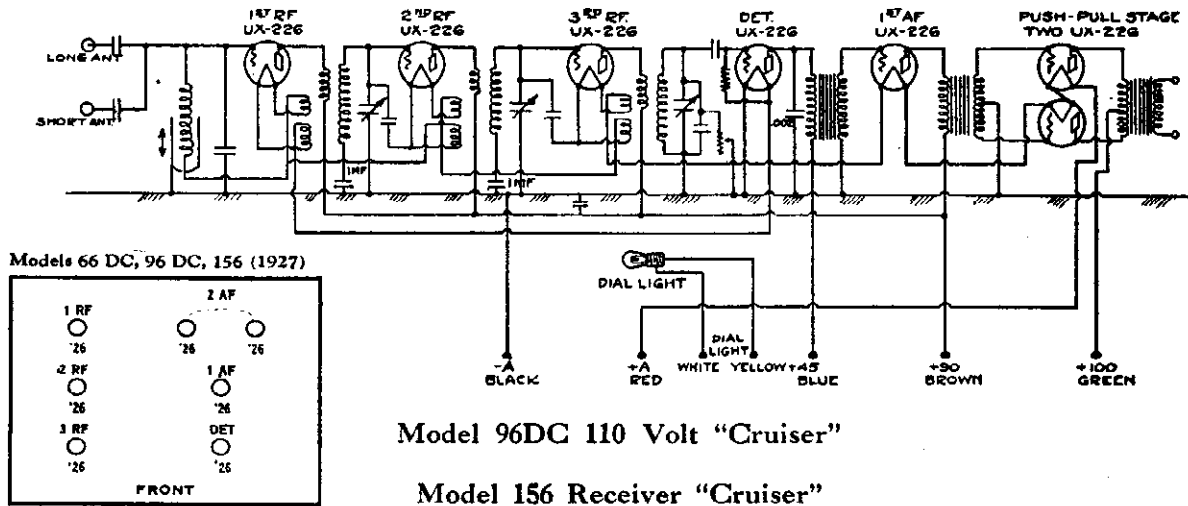 1ST RF
UX-226
2ND RF
UX-226
3RD RF.
UX-226
DET.
UX-226
1ST AF
UX-226
PUSH-PULL STAGE
TWO UX-226
LONG ANT
SHORT ANT.
1MF
1MF
DIAL LIGHT
-A
BLACK
+A
RED
DIAL
LIGHT
WHITE YELLOW
+45
BLUE
+90
BROWN
+100
GREEN
Models 66 DC, 96 DC, 156 (1927)
1 RF
'26
2 AF
'26
'26
2 RF
'26
1 AF
'26
3 RF
'26
DET
'26
FRONT
Model 96DC 110 Volt "Cruiser"
Model 156 Receiver "Cruiser"